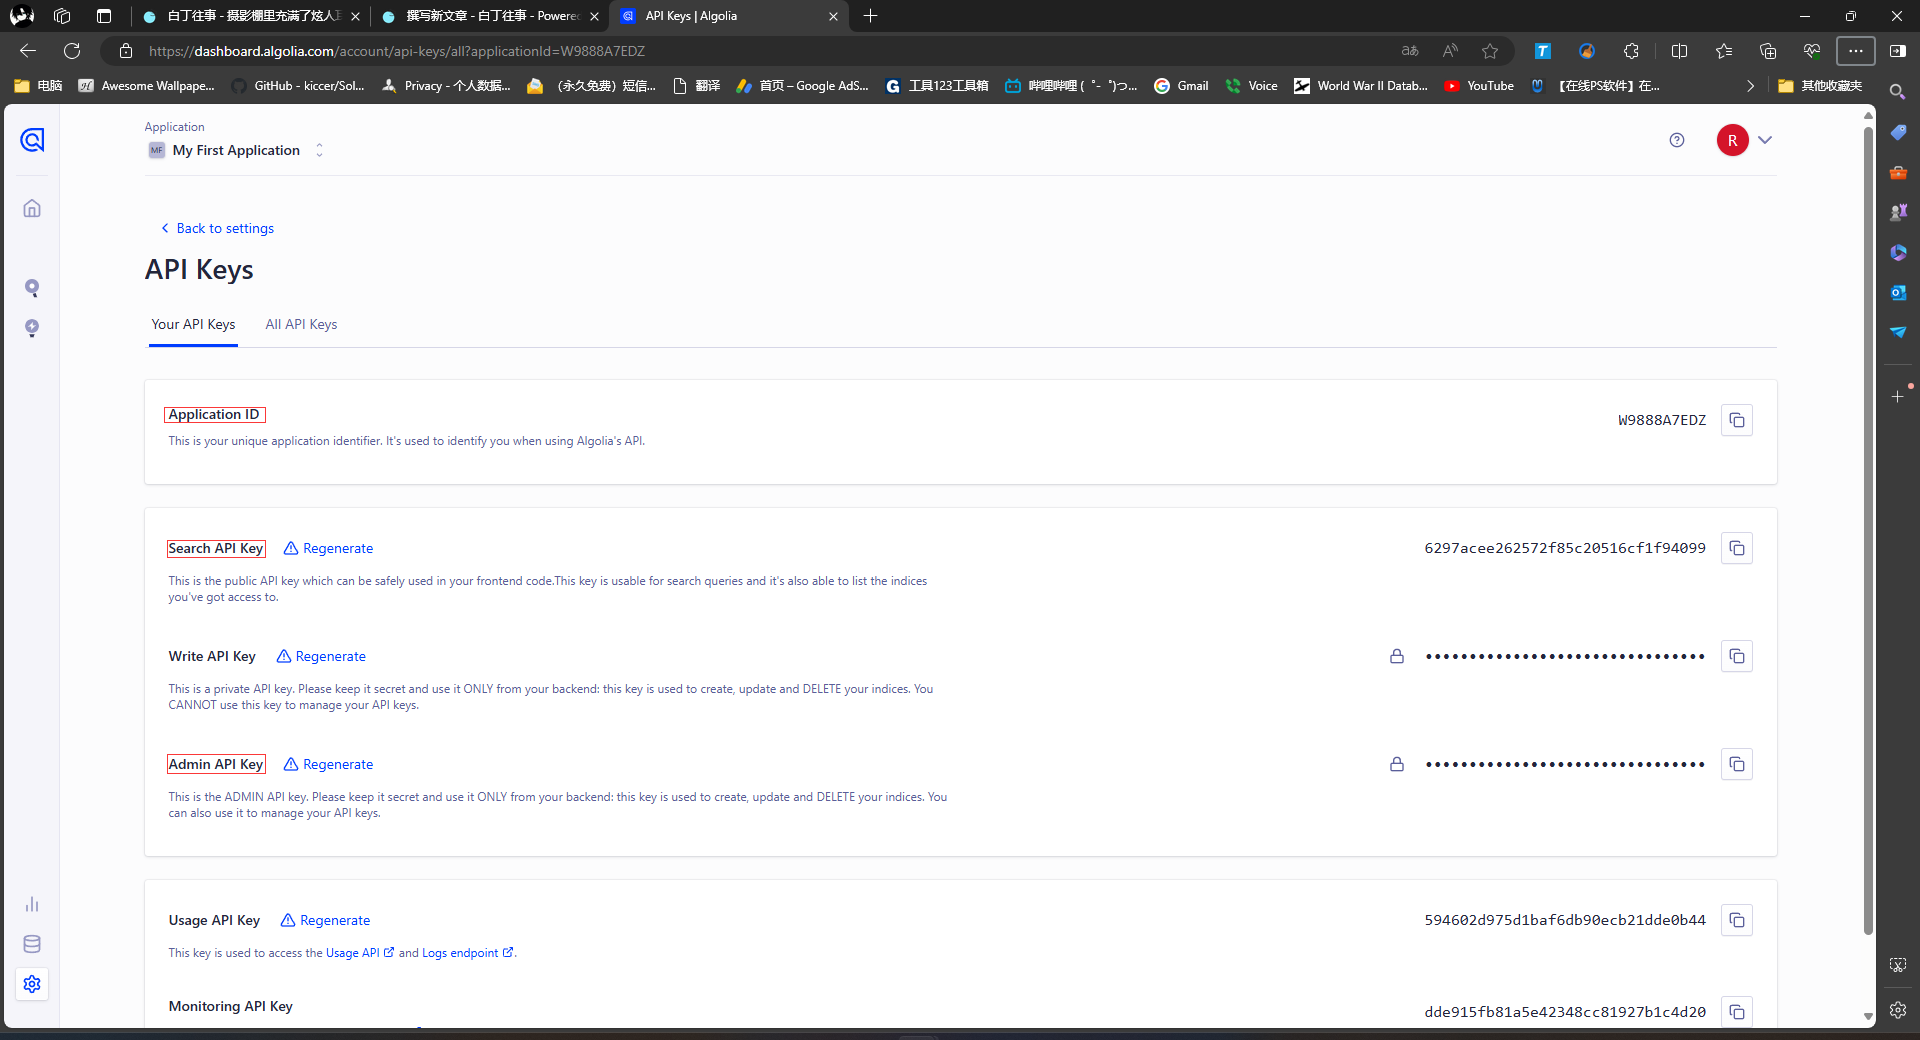 白丁往事 - 摄影棚里充满了炫人耳
撰写新文章 - 白丁往事 - Powered
API Keys | Algolia
https://dashboard.algolia.com/account/api-keys/all?applicationId=W9888A7EDZ
电脑
Awesome Wallpape...
GitHub - kiccer/Sol...
Privacy - 个人数据...
（永久免费）短信...
翻译
首页 – Google AdS...
工具123工具箱
哔哩哔哩 ( ゜- ゜)つ...
Gmail
Voice
World War II Datab...
YouTube
【在线PS软件】在...
其他收藏夹
Application
MF My First Application
R
Back to settings
API Keys
Your API Keys
All API Keys
Application ID
W9888A7EDZ
This is your unique application identifier. It's used to identify you when using Algolia's API.
Search API Key
Regenerate
6297acee262572f85c20516cf1f94099
This is the public API key which can be safely used in your frontend code.This key is usable for search queries and it's also able to list the indices
you've got access to.
Write API Key
Regenerate
••••••••••••••••••••••••••••••••
This is a private API key. Please keep it secret and use it ONLY from your backend: this key is used to create, update and DELETE your indices. You
CANNOT use this key to manage your API keys.
Admin API Key
Regenerate
••••••••••••••••••••••••••••••••
This is the ADMIN API key. Please keep it secret and use it ONLY from your backend: this key is used to create, update and DELETE your indices. You
can also use it to manage your API keys.
Usage API Key
Regenerate
594602d975d1baf6db90ecb21dde0b44
This key is used to access the Usage API and Logs endpoint.
Monitoring API Key
dde915fb81a5e42348cc81927b1c4d20